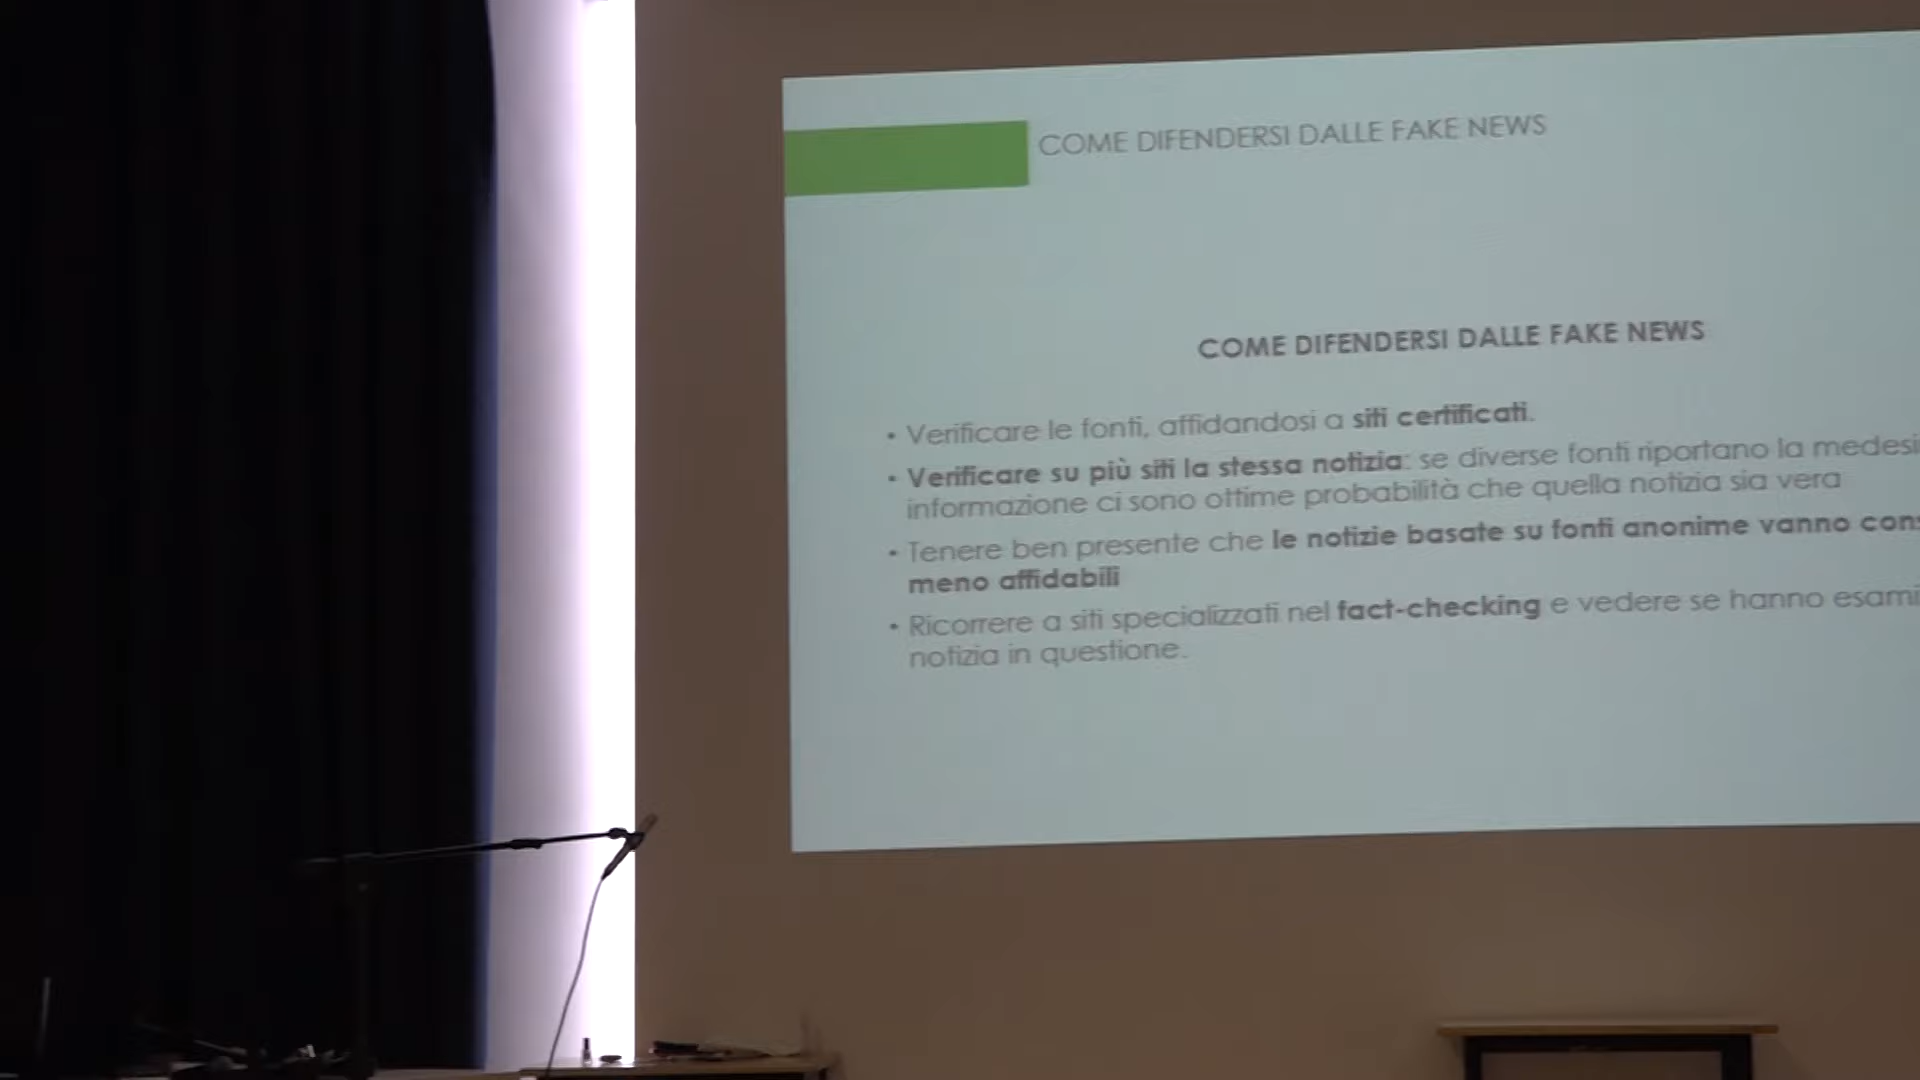 COME DIFENDERSI DALLE FAKE NEWS
COME DIFENDERSI DALLE FAKE NEWS
• Verificare le fonti, affidandosi a siti certificati.
• Verificare su più siti la stessa notizia: se diverse fonti riportano la medesi
informazione ci sono ottime probabilità che quella notizia sia vera
• Tenere ben presente che le notizie basate su fonti anonime vanno cons
meno affidabili
• Ricorrere a siti specializzati nel fact-checking e vedere se hanno esami
notizia in questione.